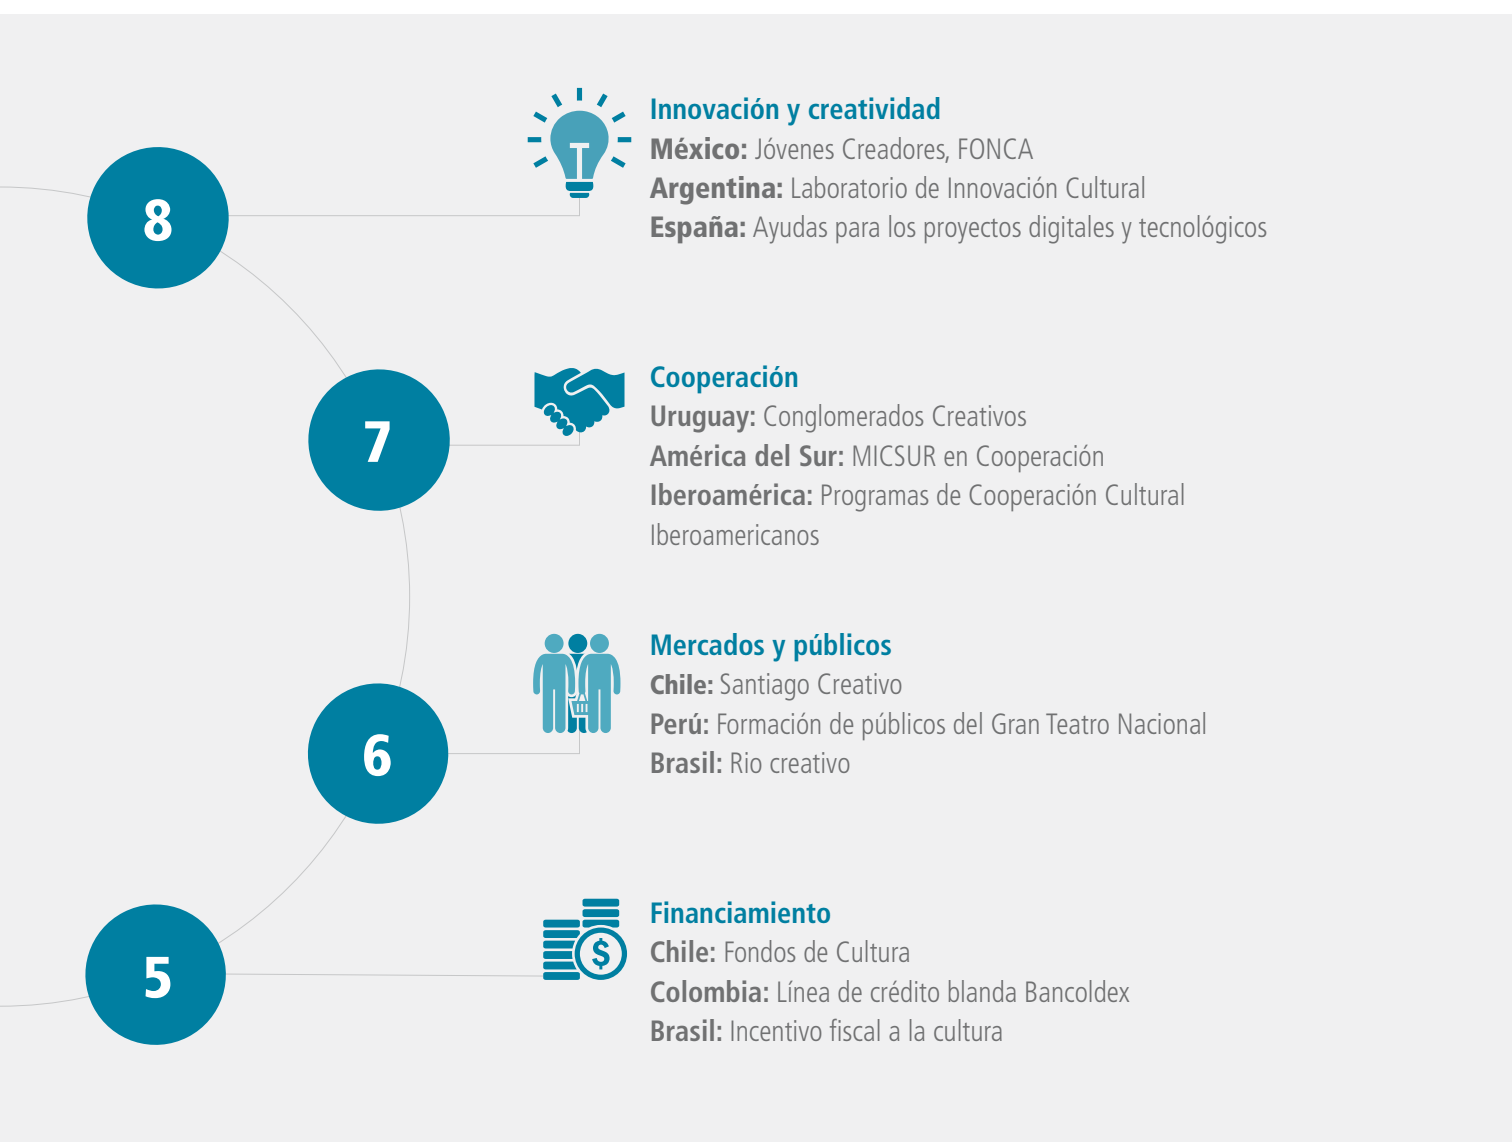 8
Innovación y creatividad
México: Jóvenes Creadores, FONCA
Argentina: Laboratorio de Innovación Cultural
España: Ayudas para los proyectos digitales y tecnológicos
7
Cooperación
Uruguay: Conglomerados Creativos
América del Sur: MICSUR en Cooperación
Iberoamérica: Programas de Cooperación Cultural
Iberoamericanos
6
Mercados y públicos
Chile: Santiago Creativo
Perú: Formación de públicos del Gran Teatro Nacional
Brasil: Rio creativo
5
$
Financiamiento
Chile: Fondos de Cultura
Colombia: Línea de crédito blanda Bancoldex
Brasil: Incentivo fiscal a la cultura